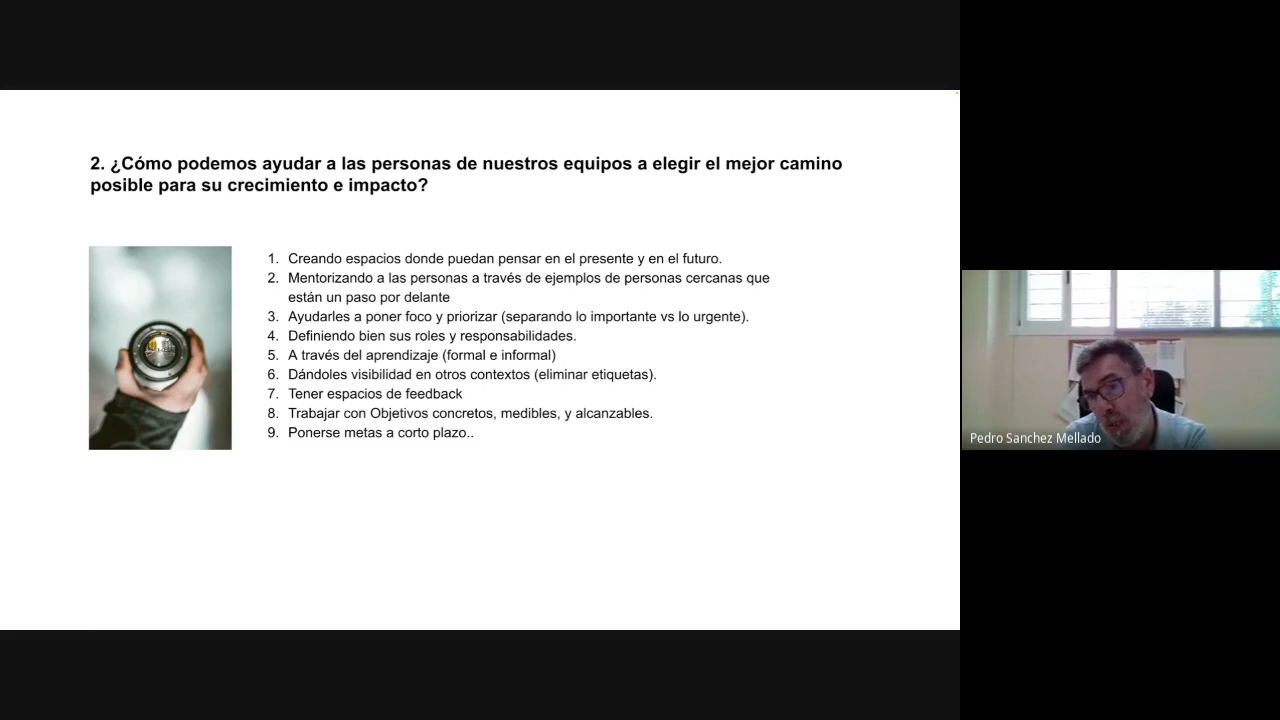 2. ¿Cómo podemos ayudar a las personas de nuestros equipos a elegir el mejor camino
posible para su crecimiento e impacto?
1. Creando espacios donde puedan pensar en el presente y en el futuro.
2. Mentorizando a las personas a través de ejemplos de personas cercanas que
están un paso por delante
3. Ayudarles a poner foco y priorizar (separando lo importante vs lo urgente).
4. Definiendo bien sus roles y responsabilidades.
5. A través del aprendizaje (formal e informal)
6. Dándoles visibilidad en otros contextos (eliminar etiquetas).
7. Tener espacios de feedback
8. Trabajar con Objetivos concretos, medibles, y alcanzables.
9. Ponerse metas a corto plazo..
Pedro Sanchez Mellado